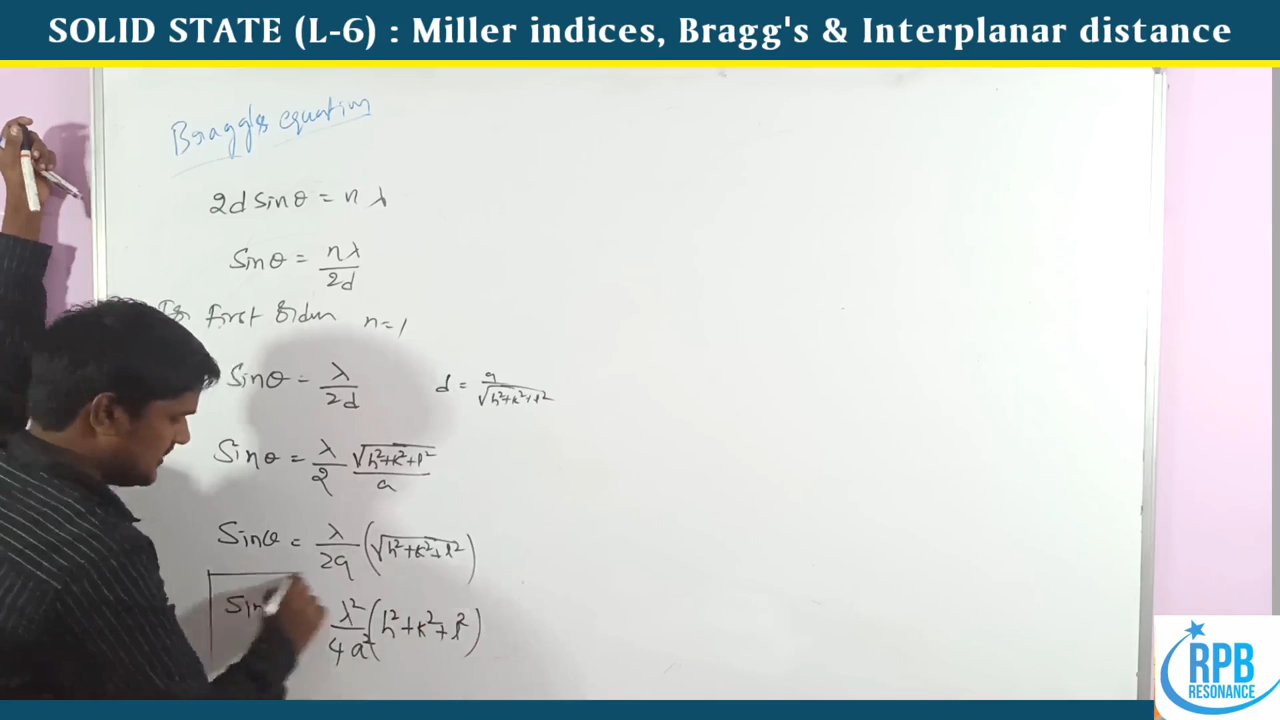 SOLID STATE (L-6) : Miller indices, Bragg's & Interplanar distance
Bragg's equation
2d Sinθ = n λ
Sinθ = nλ/2d
For first order n=1
Sinθ = λ/2d d = a/√h²+k²+l²
Sinθ = λ/2 √h²+k²+l²/a
Sinθ = λ/2a (√h²+k²+l²)
Sin λ²/4a² (h²+k²+l²)
RPB
RESONANCE